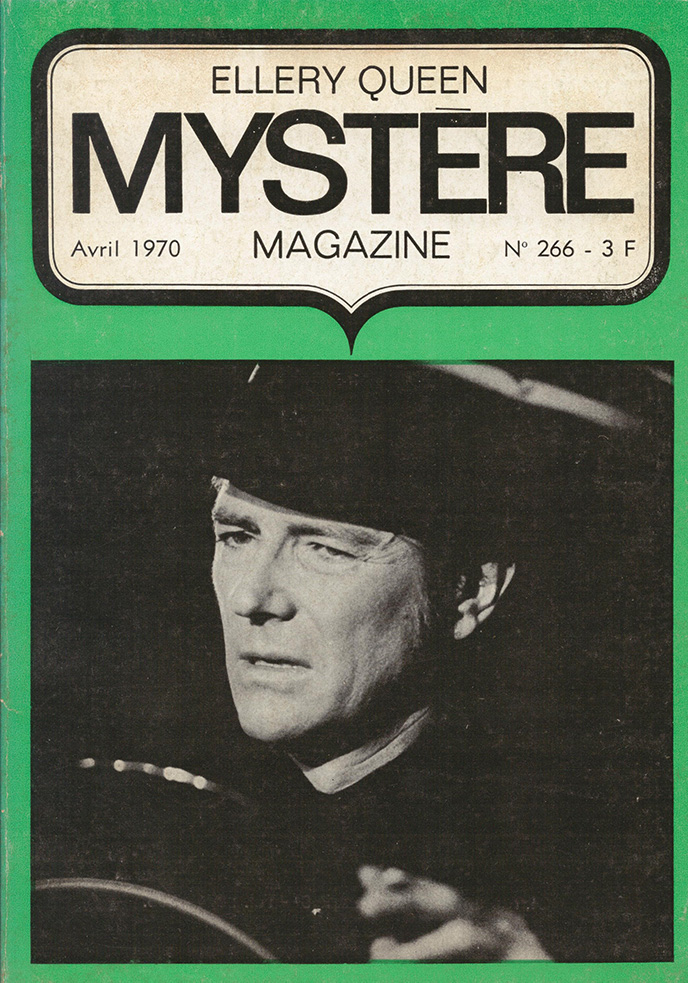 ELLERY QUEEN
MYSTÈRE
Avril 1970
MAGAZINE
N° 266 - 3 F